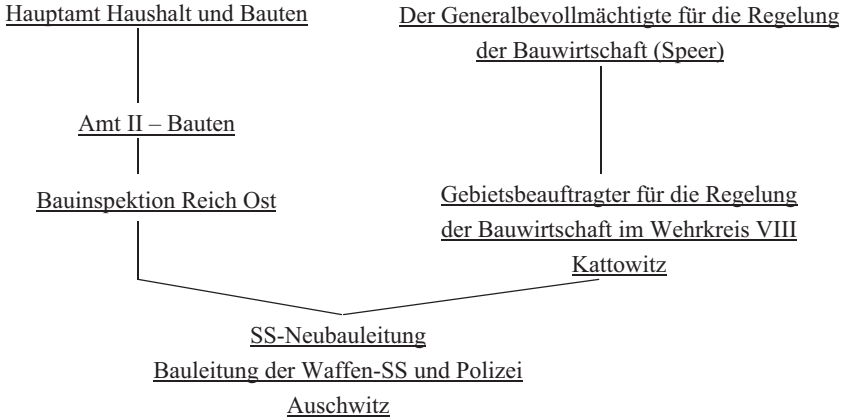 Hauptamt Haushalt und Bauten
Der Generalbevollmächtigte für die Regelung
der Bauwirtschaft (Speer)
Amt II – Bauten
Bauinspektion Reich Ost
Gebietsbeauftragter für die Regelung
der Bauwirtschaft im Wehrkreis VIII
Kattowitz
SS-Neubauleitung
Bauleitung der Waffen-SS und Polizei
Auschwitz